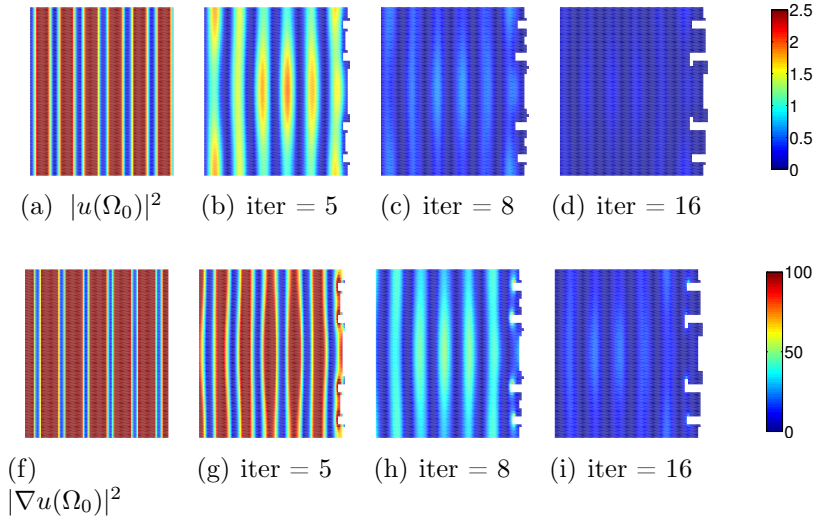 2.5
2
1.5
1
0.5
0
(a) |u(Ω₀)|²
(b) iter = 5
(c) iter = 8
(d) iter = 16
100
50
0
(f)
|∇u(Ω₀)|²
(g) iter = 5
(h) iter = 8
(i) iter = 16